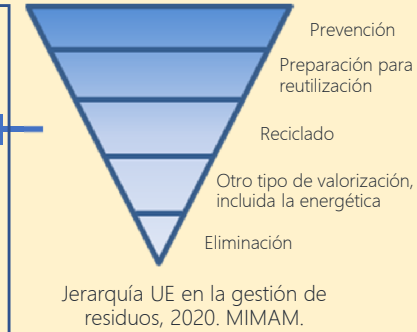 Prevención
Preparación para
reutilización
Reciclado
Otro tipo de valorización,
incluida la energética
Eliminación
Jerarquía UE en la gestión de
residuos, 2020. MIMAM.